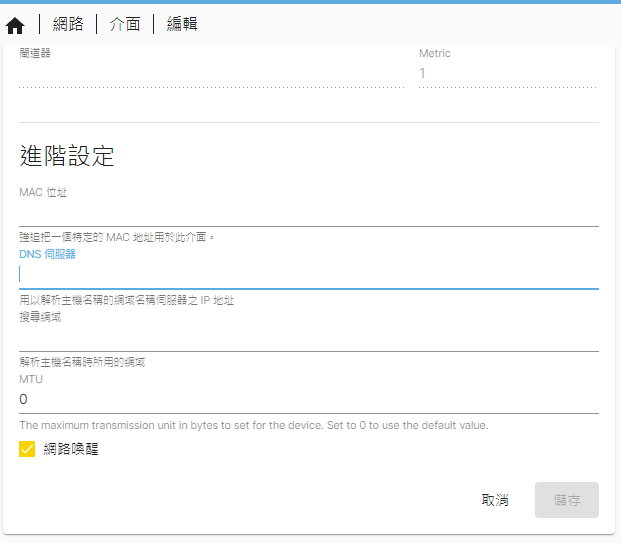 網路 介面 編輯
閘道器 Metric
1
進階設定
MAC 位址
強迫把一個特定的 MAC 地址用於此介面。
DNS 伺服器
用以解析主機名稱的網域名稱伺服器之 IP 地址
搜尋網域
解析主機名稱時所用的網域
MTU
0
The maximum transmission unit in bytes to set for the device. Set to 0 to use the default value.
網路喚醒
取消 儲存